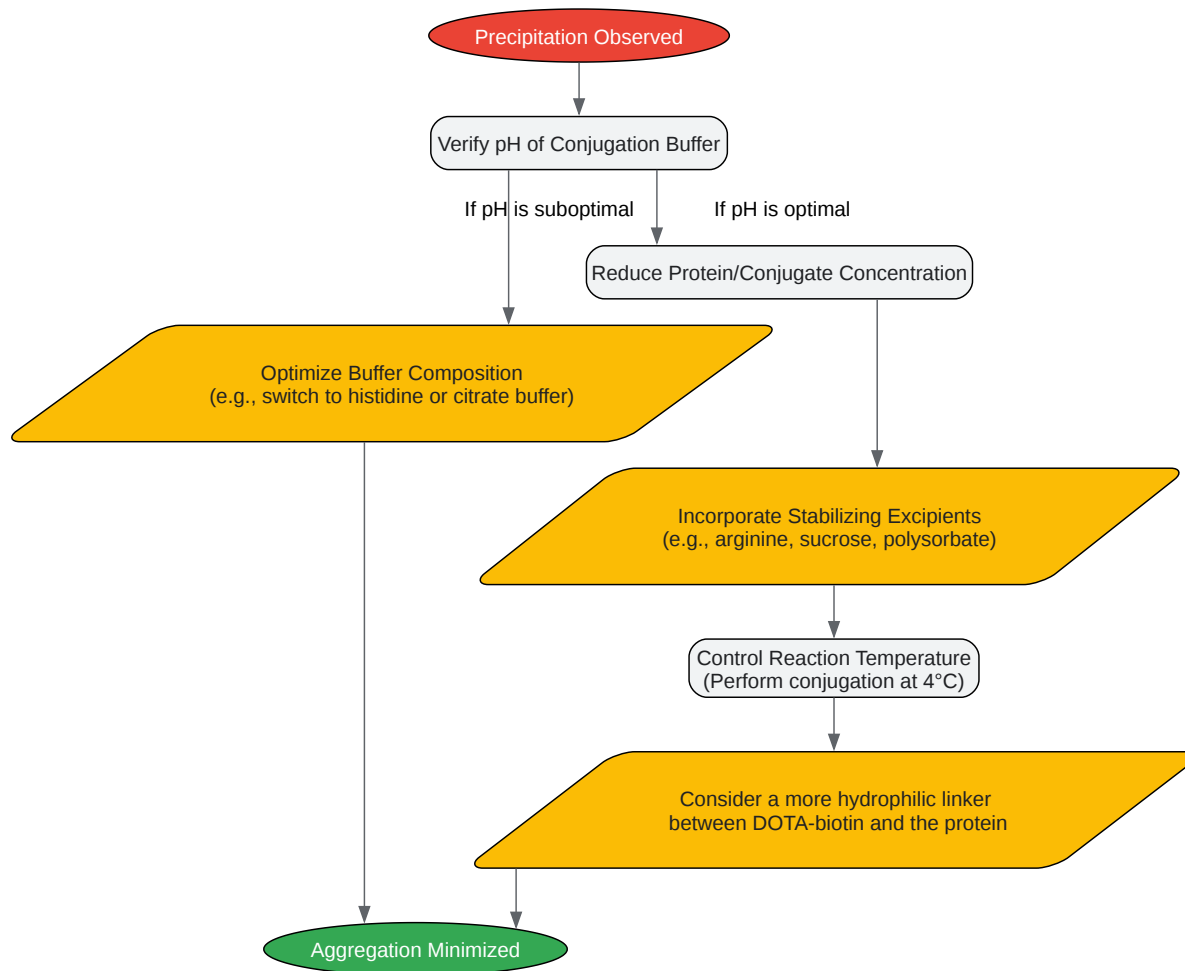 Precipitation Observed
Verify pH of Conjugation Buffer
If pH is suboptimal
If pH is optimal
Reduce Protein/Conjugate Concentration
Optimize Buffer Composition
(e.g., switch to histidine or citrate buffer)
Incorporate Stabilizing Excipients
(e.g., arginine, sucrose, polysorbate)
Control Reaction Temperature
(Perform conjugation at 4°C)
Consider a more hydrophilic linker
between DOTA-biotin and the protein
Aggregation Minimized